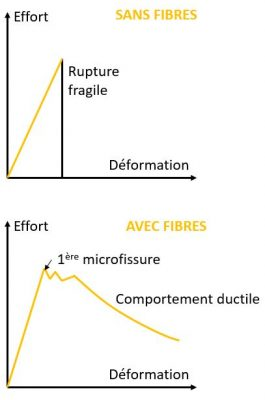 Effort
SANS FIBRES
Rupture
fragile
Déformation
Effort
AVEC FIBRES
1ère microfissure
Comportement ductile
Déformation